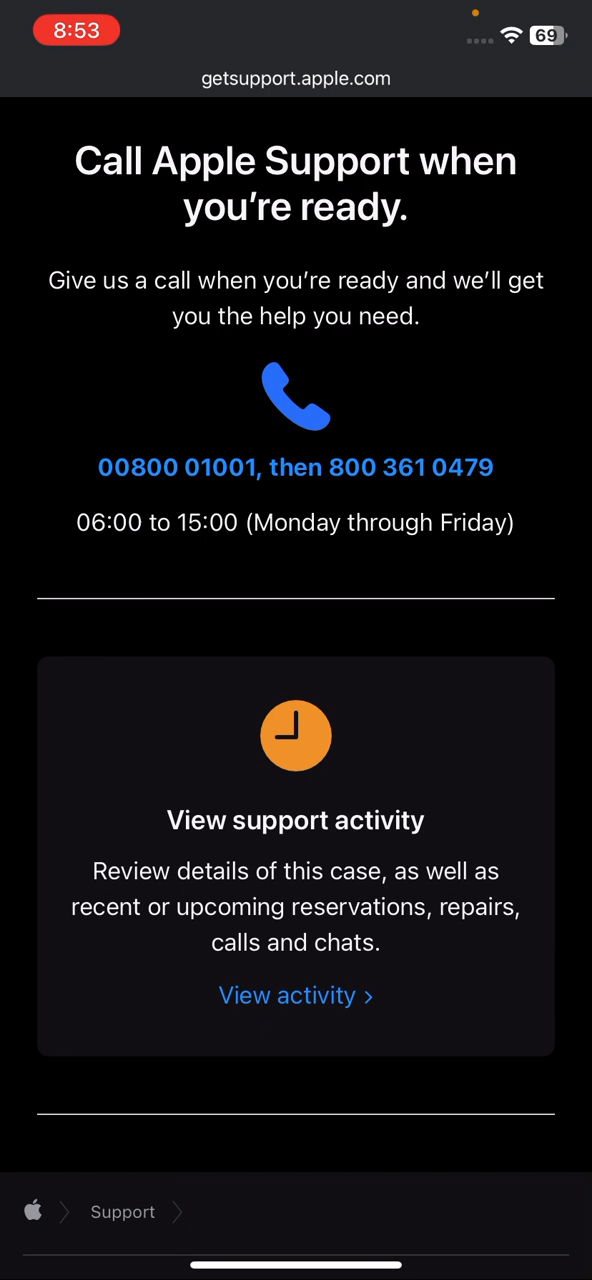 8:53
69
getsupport.apple.com
Call Apple Support when
you’re ready.
Give us a call when you’re ready and we’ll get
you the help you need.
00800 01001, then 800 361 0479
06:00 to 15:00 (Monday through Friday)
View support activity
Review details of this case, as well as
recent or upcoming reservations, repairs,
calls and chats.
View activity
Support